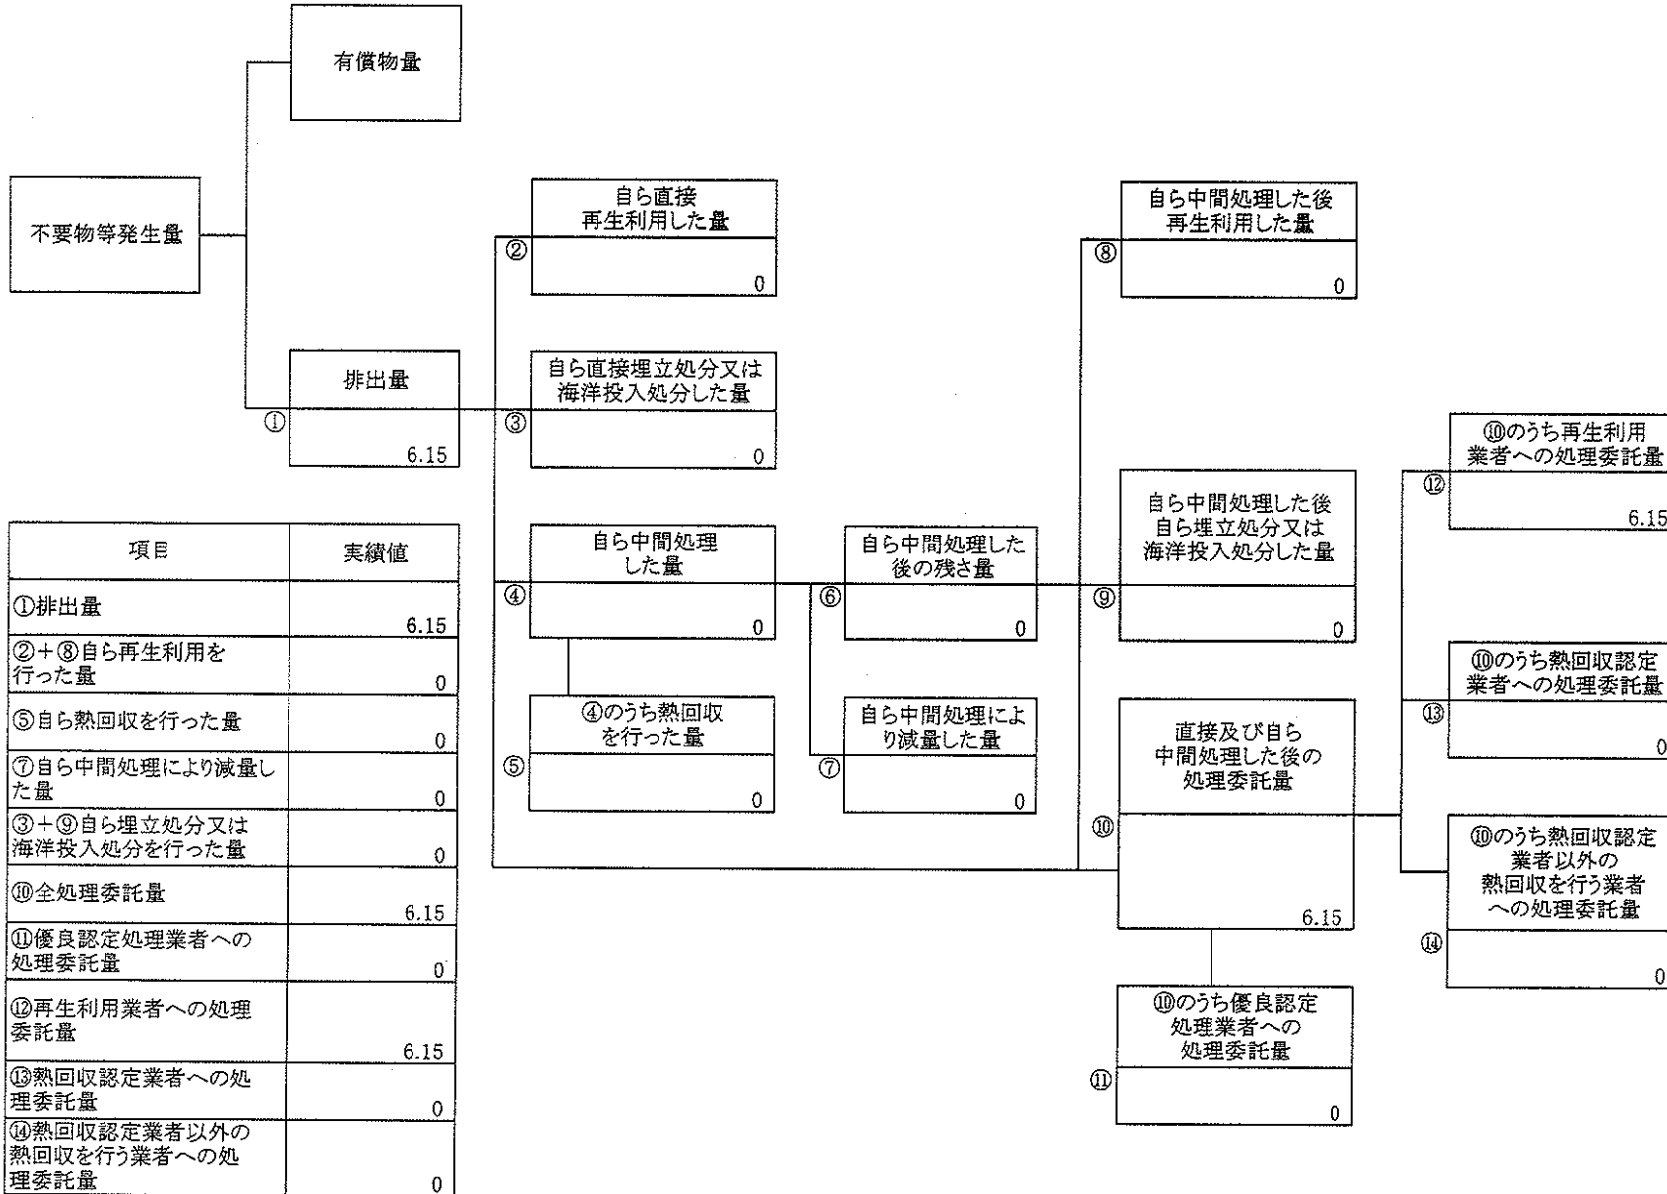 有償物量
不要物等発生量
自ら直接
再生利用した量
②
0
自ら中間処理した後
再生利用した量
⑧
0
排出量
①
6.15
自ら直接埋立処分又は
海洋投入処分した量
③
0
⑩のうち再生利用
業者への処理委託量
⑫
6.15
自ら中間処理
した量
④
0
自ら中間処理した
後の残さ量
⑥
0
自ら中間処理した後
自ら埋立処分又は
海洋投入処分した量
⑨
0
④のうち熱回収
を行った量
⑤
0
自ら中間処理によ
り減量した量
⑦
0
直接及び自ら
中間処理した後の
処理委託量
⑩
6.15
⑩のうち熱回収認定
業者への処理委託量
⑬
0
⑩のうち熱回収認定
業者以外の
熱回収を行う業者
への処理委託量
⑭
0
⑩のうち優良認定
処理業者への
処理委託量
⑪
0
項目 実績値
①排出量
6.15
②+⑧自ら再生利用を
行った量
0
⑤自ら熱回収を行った量
0
⑦自ら中間処理により減量し
た量
0
③+⑨自ら埋立処分又は
海洋投入処分を行った量
0
⑩全処理委託量
6.15
⑪優良認定処理業者への
処理委託量
0
⑫再生利用業者への処理
委託量
6.15
⑬熱回収認定業者への処
理委託量
0
⑭熱回収認定業者以外の
熱回収を行う業者への処
理委託量
0